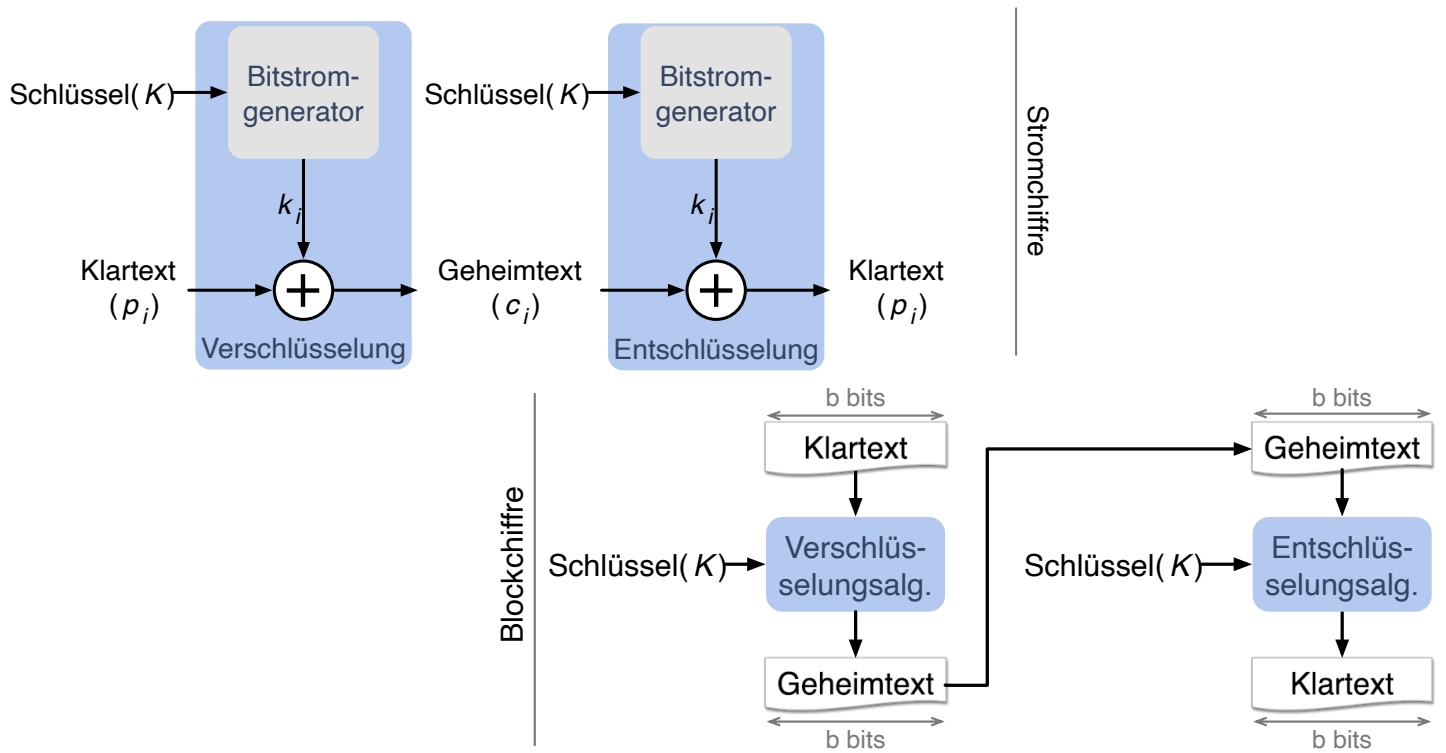 Schlüssel(K)
Bitstrom-
generator
k i
Klartext
(p i)
Verschlüsselung
Schlüssel(K)
Bitstrom-
generator
k i
Geheimtext
(c i)
Entschlüsselung
Klartext
(p i)
Stromchiffre
Blockchiffre
b bits
Klartext
Schlüssel(K)
Verschlüs-
selungsalg.
Geheimtext
b bits
b bits
Geheimtext
Schlüssel(K)
Entschlüs-
selungsalg.
Klartext
b bits